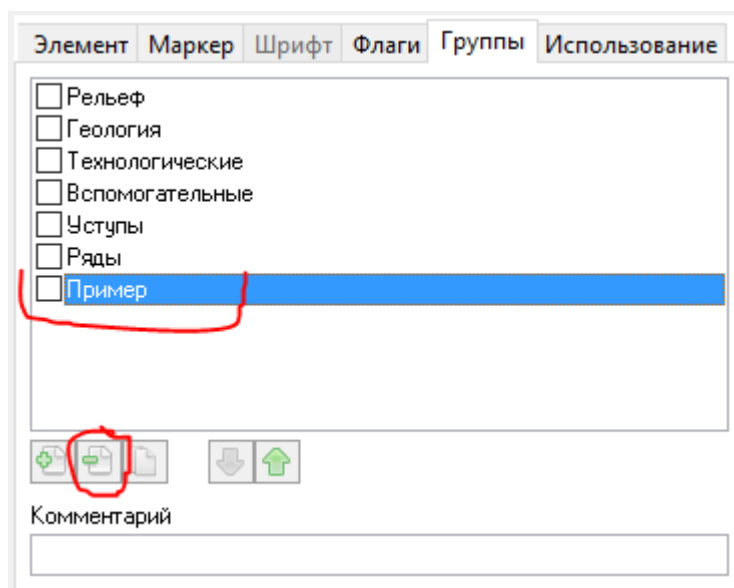 Элемент Маркер Шрифт Флаги Группы Использование
Рельеф
Геология
Технологические
Вспомогательные
Уступы
Ряды
Пример
Комментарий